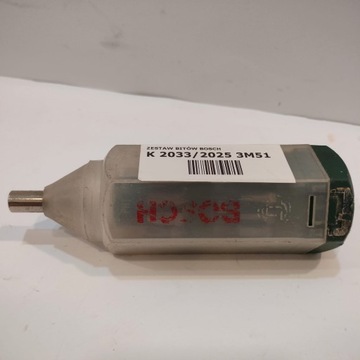 ZESTAW BITÓW BOSCH
K 2033/2025 3M51
BOSCH